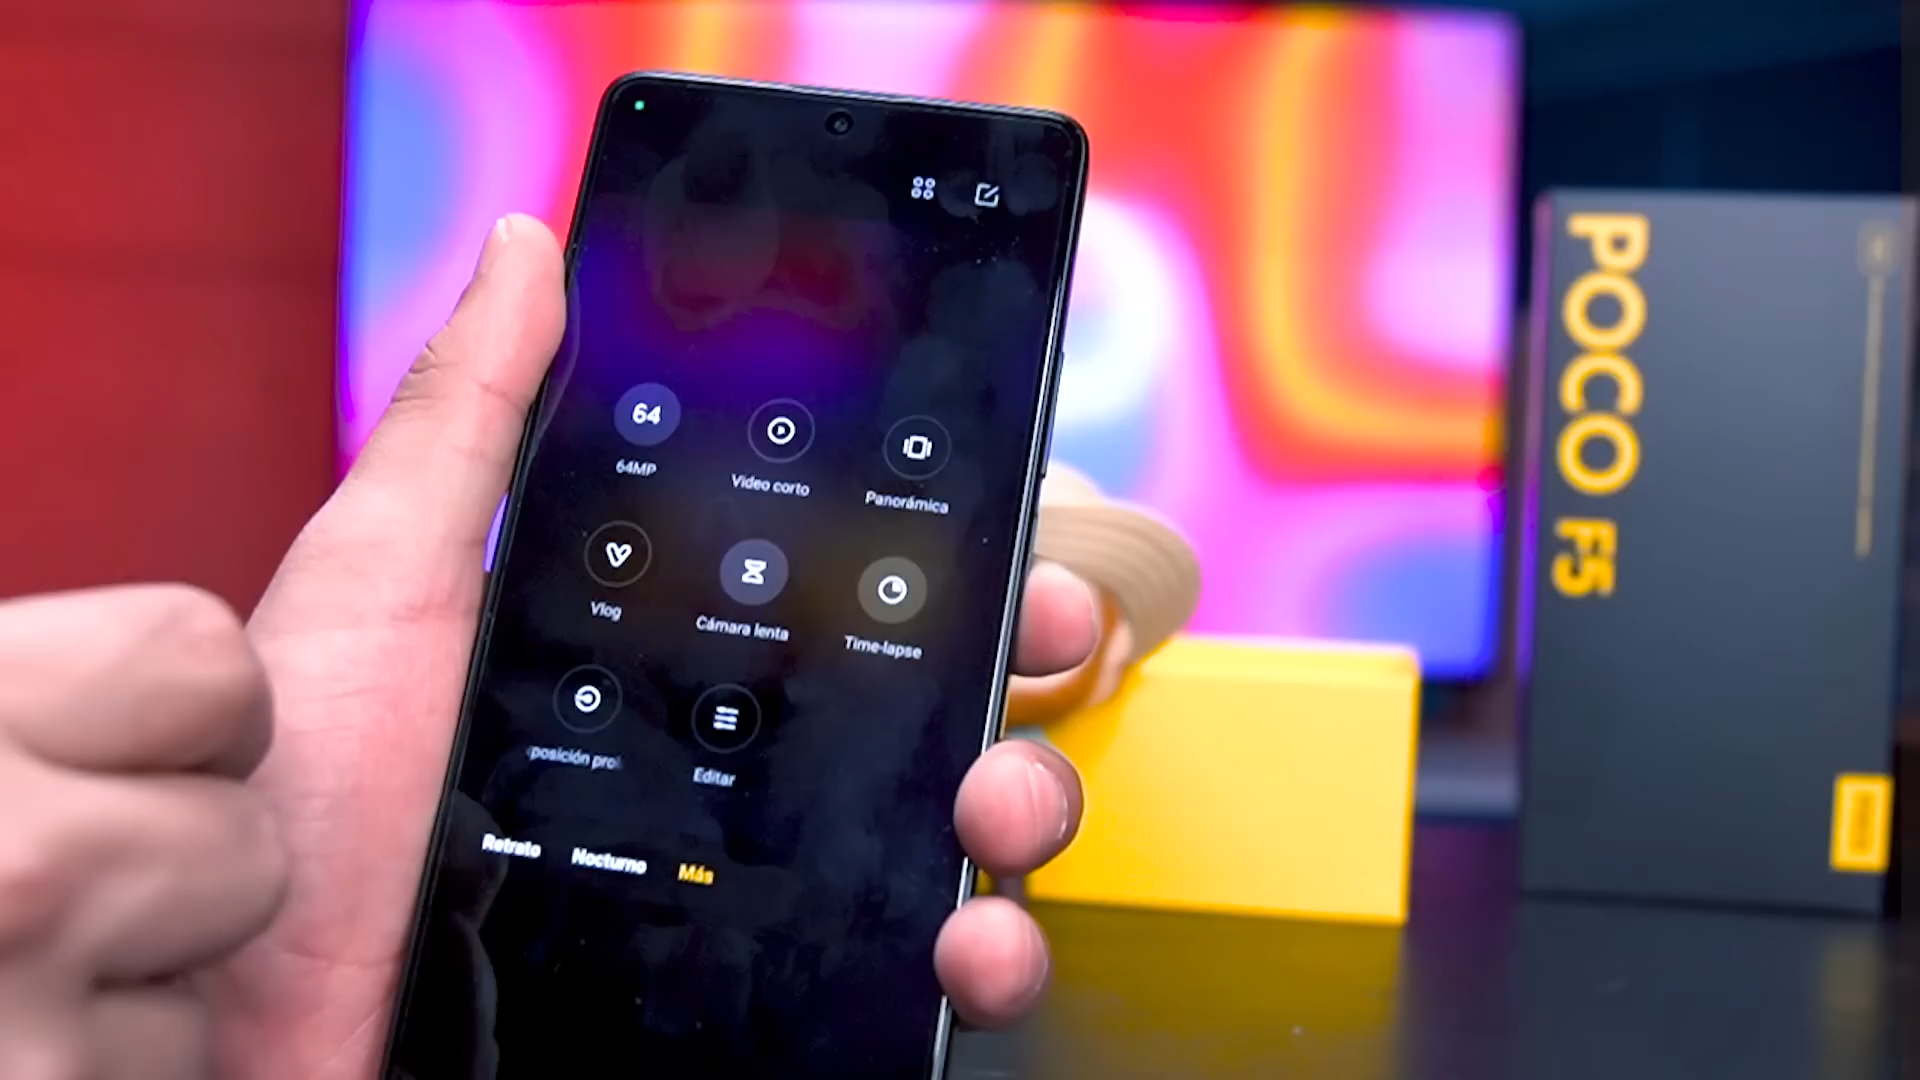 64
64MP
Video corto
Panorámica
Vlog
Cámara lenta
Time-lapse
posición pro
Editar
Retrato
Nocturno
Más
POCO F5